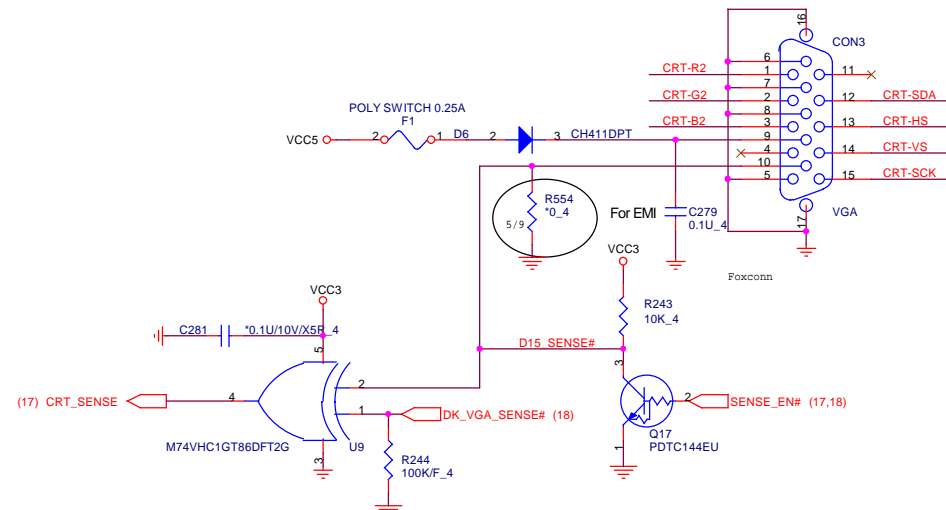 16
CON3
6
CRT-R2
1
11
7
CRT-G2
2
12
CRT-SDA
8
CRT-B2
3
13
CRT-HS
9
4
14
CRT-VS
10
5
15
CRT-SCK
17
VGA
POLY SWITCH 0.25A
F1
VCC5
2
1
D6
2
3
CH411DPT
R554
*0_4
5/9
For EMI
C279
0.1U_4
Foxconn
VCC3
R243
10K_4
VCC3
C281
*0.1U/10V/X5R_4
5
D15_SENSE#
3
2
(17) CRT_SENSE
4
1
DK_VGA_SENSE# (18)
2
SENSE_EN# (17,18)
M74VHC1GT86DFT2G
U9
3
R244
100K/F_4
1
Q17
PDTC144EU